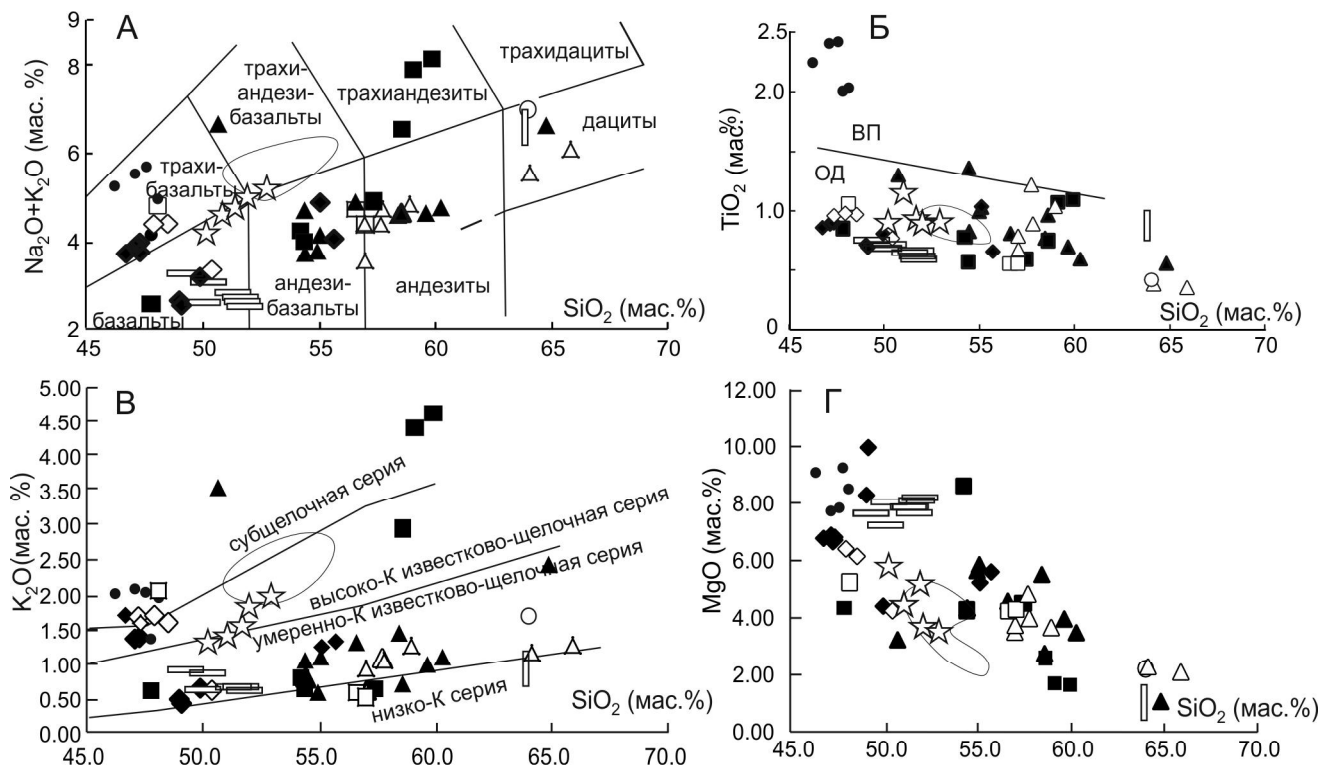 А
Na2O+K2O (мас. %)
9
8
6
4
2
трахи-
андези-
базальты
трахиандезиты
трахидациты
дациты
трахи-
базальты
базальты
андези-
базальты
андезиты
SiO2 (мас.%)
45 50 55 60 65 70
Б
TiO2 (мас%)
2.5
2.0
1.0
1.5
0
ВП
ОД
SiO2 (мас.%)
45 50 55 60 65 70
В
K2O(мас. %)
5.00
4.50
4.00
3.50
3.00
2.50
2.00
1.50
1.00
0.50
0.00
субщелочная серия
высоко-К известково-щелочная серия
умеренно-К известково-щелочная серия
низко-К серия
SiO2 (мас.%)
45.0 50.0 55.0 60.0 65.0 70.0
Г
MgO (мас.%)
12.00
10.00
8.00
6.00
4.00
2.00
0.00
SiO2 (мас.%)
45.0 50.0 55.0 60.0 65.0 70.0